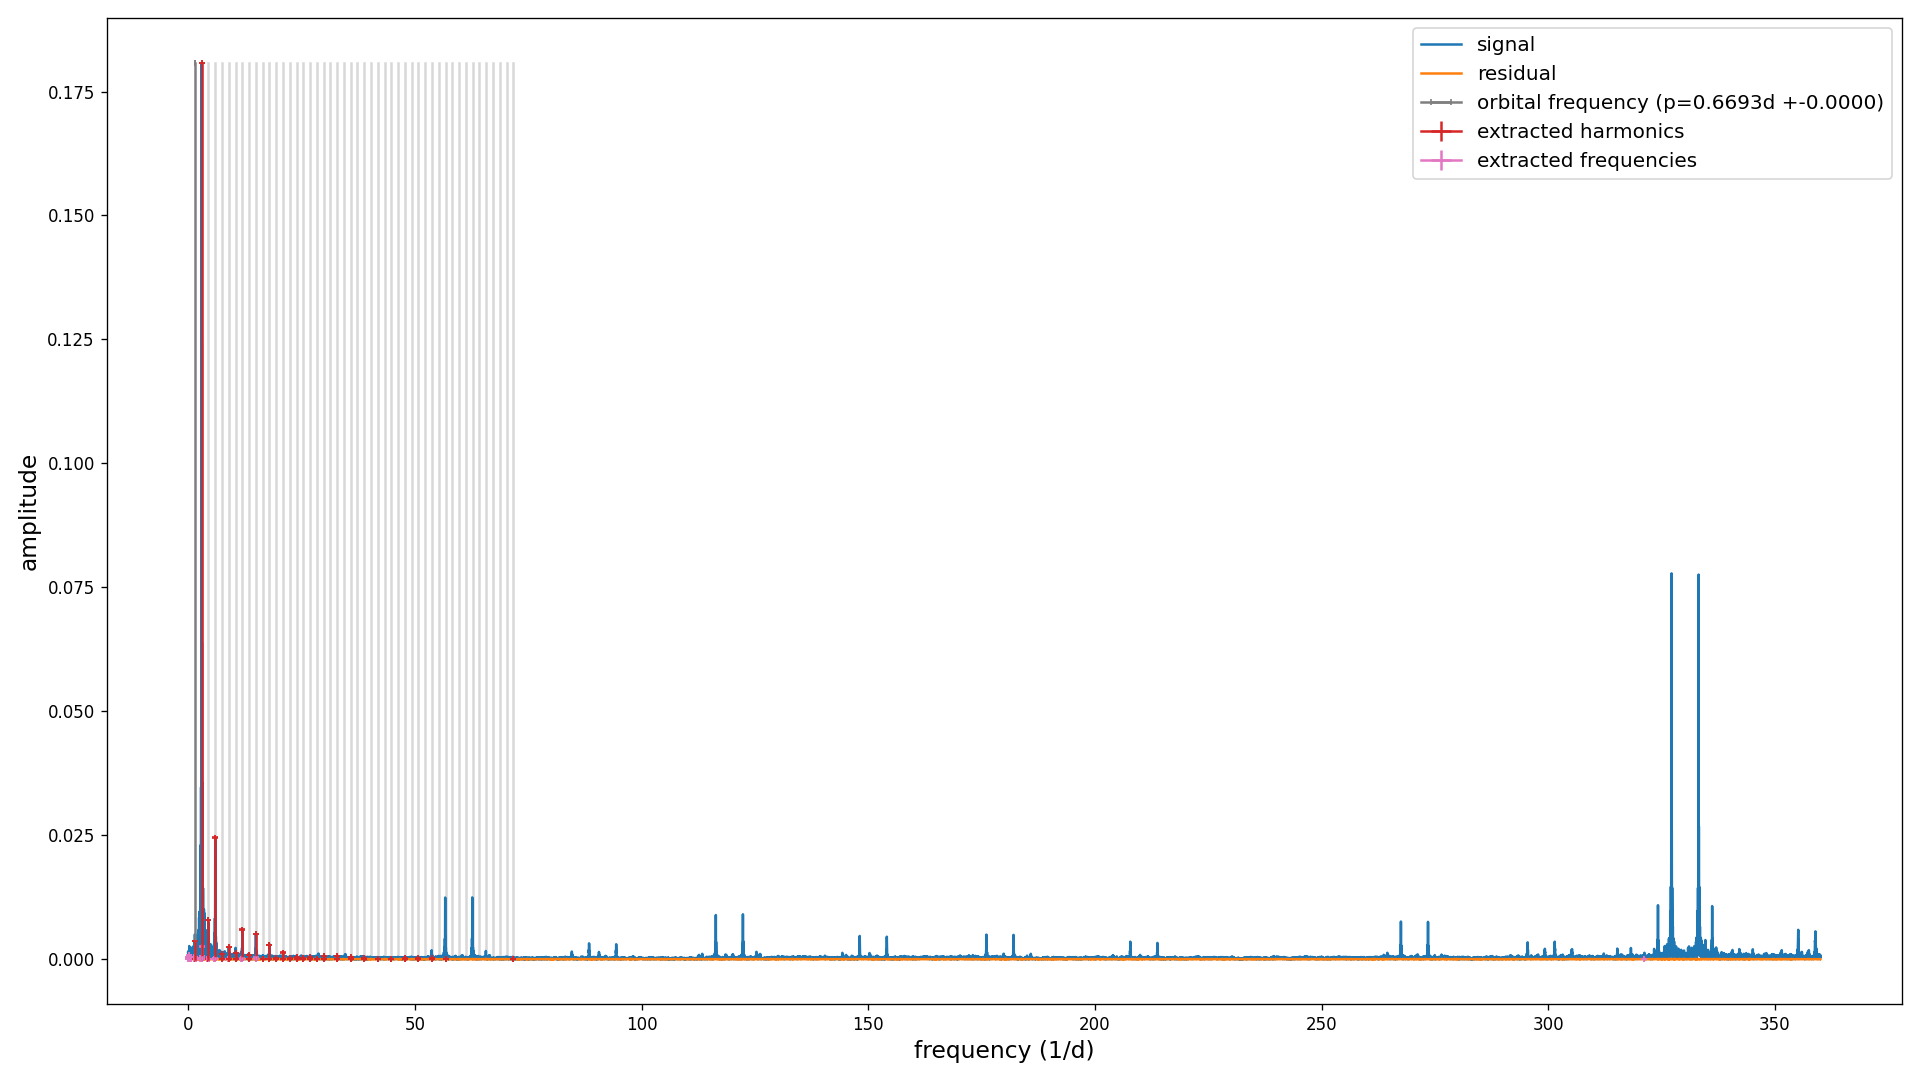 signal
residual
orbital frequency (p=0.6693d +-0.0000)
extracted harmonics
extracted frequencies
amplitude
0.175
0.150
0.125
0.100
0.075
0.050
0.025
0.000
0 50 100 150 200 250 300 350
frequency (1/d)